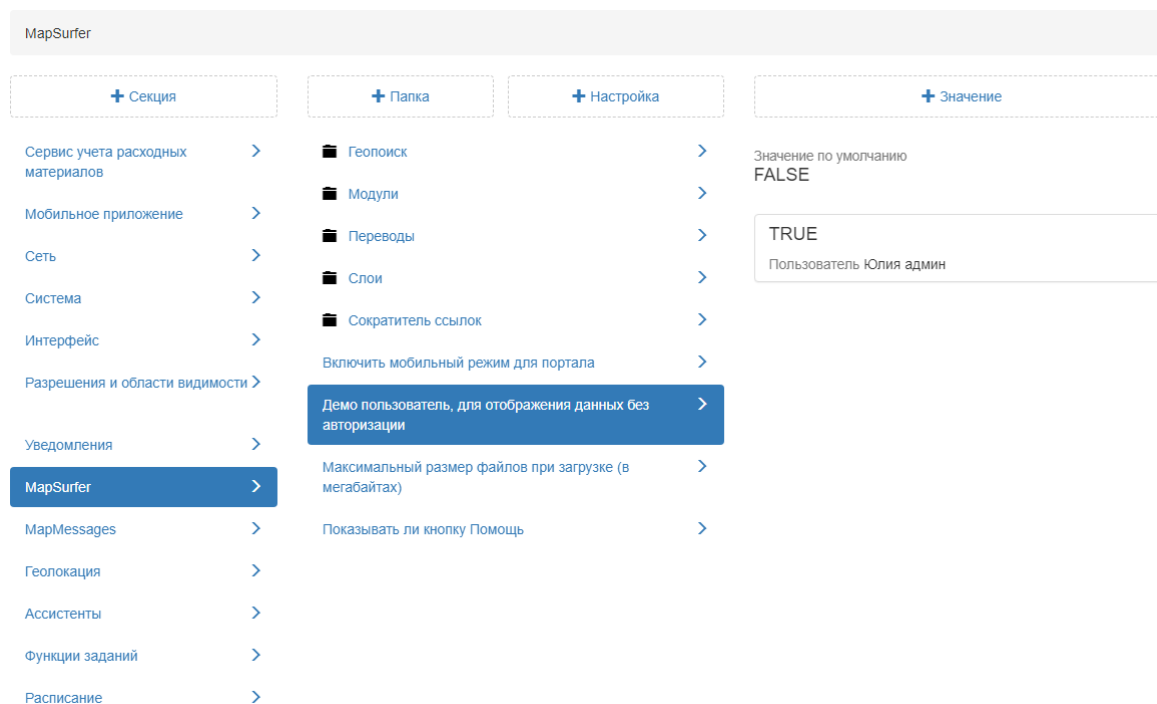 MapSurfer
+ Секция
+ Папка
+ Настройка
+ Значение
Сервис учета расходных
материалов
Мобильное приложение
Сеть
Система
Интерфейс
Разрешения и области видимости
Уведомления
MapSurfer
MapMessages
Геолокация
Ассистенты
Функции заданий
Расписание
Геопоиск
Модули
Переводы
Слои
Сократитель ссылок
Включить мобильный режим для портала
Демо пользователь, для отображения данных без
авторизации
Максимальный размер файлов при загрузке (в
мегабайтах)
Показывать ли кнопку Помощь
Значение по умолчанию
FALSE
TRUE
Пользователь Юлия админ